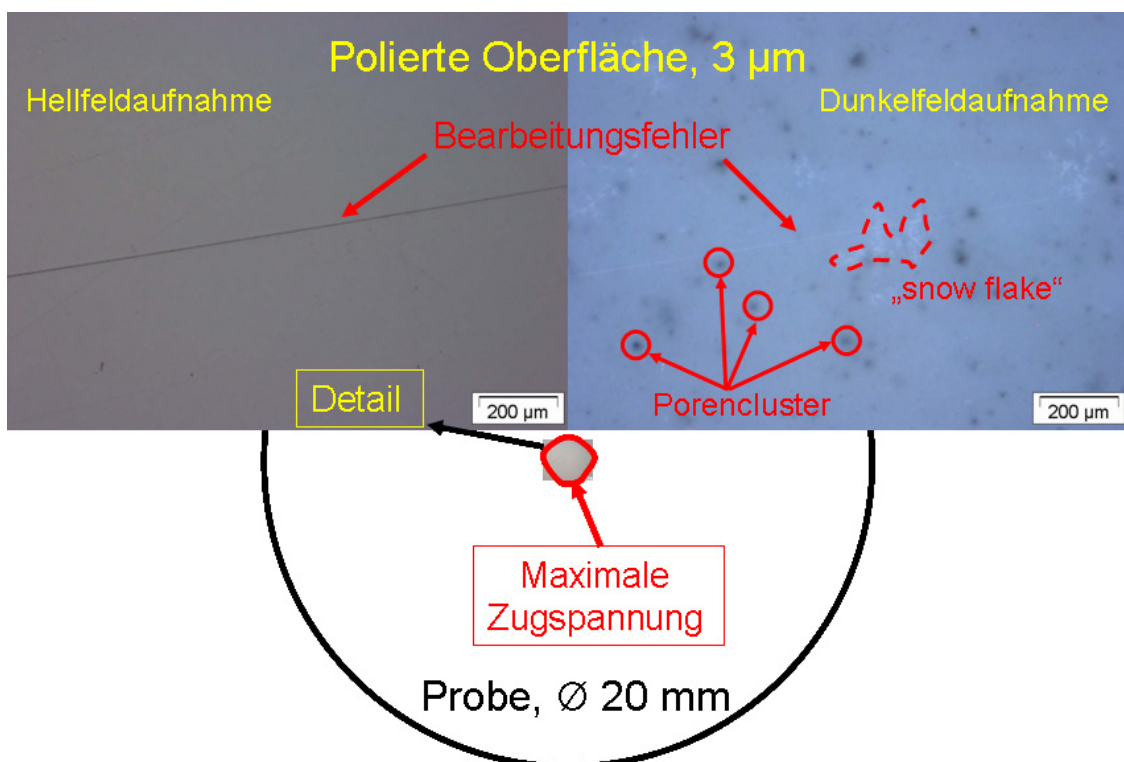 Polierte Oberfläche, 3 µm
Hellfeldaufnahme
Dunkelfeldaufnahme
Bearbeitungsfehler
„snow flake“
Detail
200 µm
Porencluster
200 µm
Maximale
Zugspannung
Probe, ∅ 20 mm